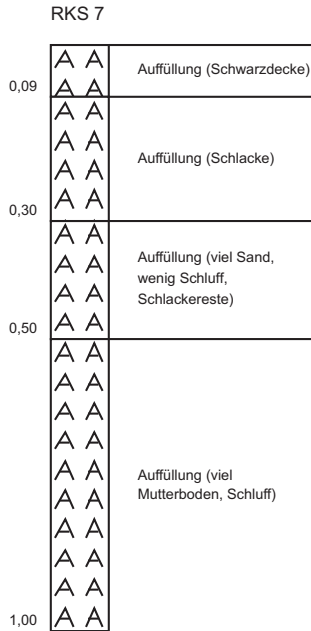 RKS 7
A A
Auffüllung (Schwarzdecke)
0,09
A A
A A
A A
Auffüllung (Schlacke)
A A
A A
0,30
A A
Auffüllung (viel Sand,
A A
wenig Schluff,
A A
Schlackereste)
A A
0,50
A A
A A
A A
A A
A A
Auffüllung (viel
Mutterboden, Schluff)
A A
A A
A A
A A
1,00
A A